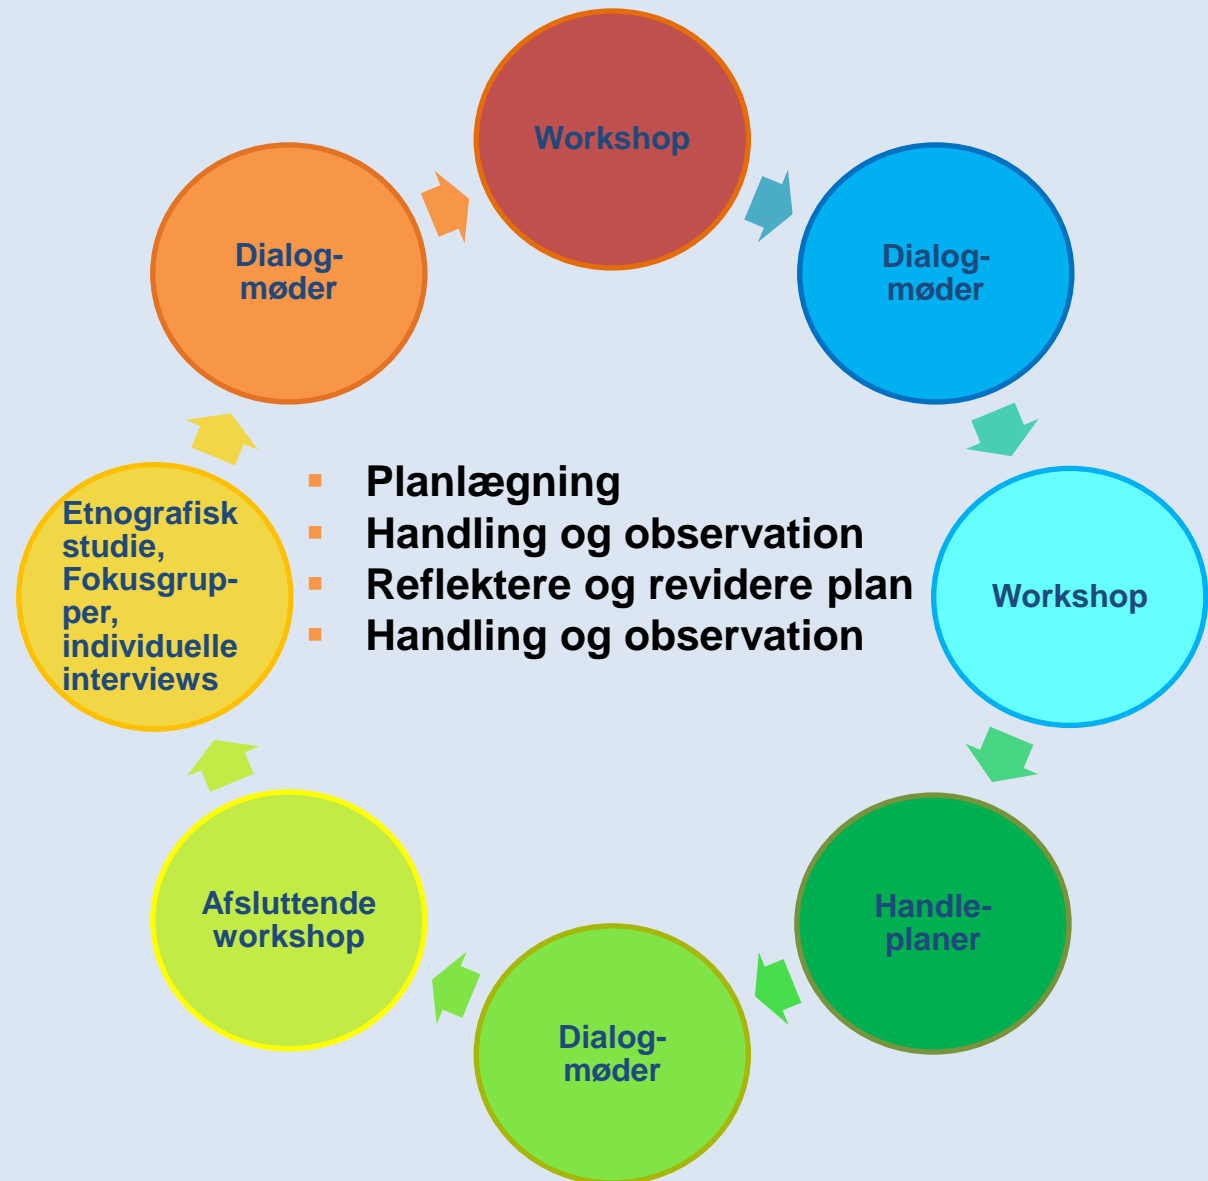 Workshop
Dialog-
møder
Dialog-
møder
Etnografisk
studie,
Fokusgrup-
per,
individuelle
interviews
▪ Planlægning
▪ Handling og observation
▪ Reflektere og revidere plan
▪ Handling og observation
Workshop
Afsluttende
workshop
Handle-
planer
Dialog-
møder